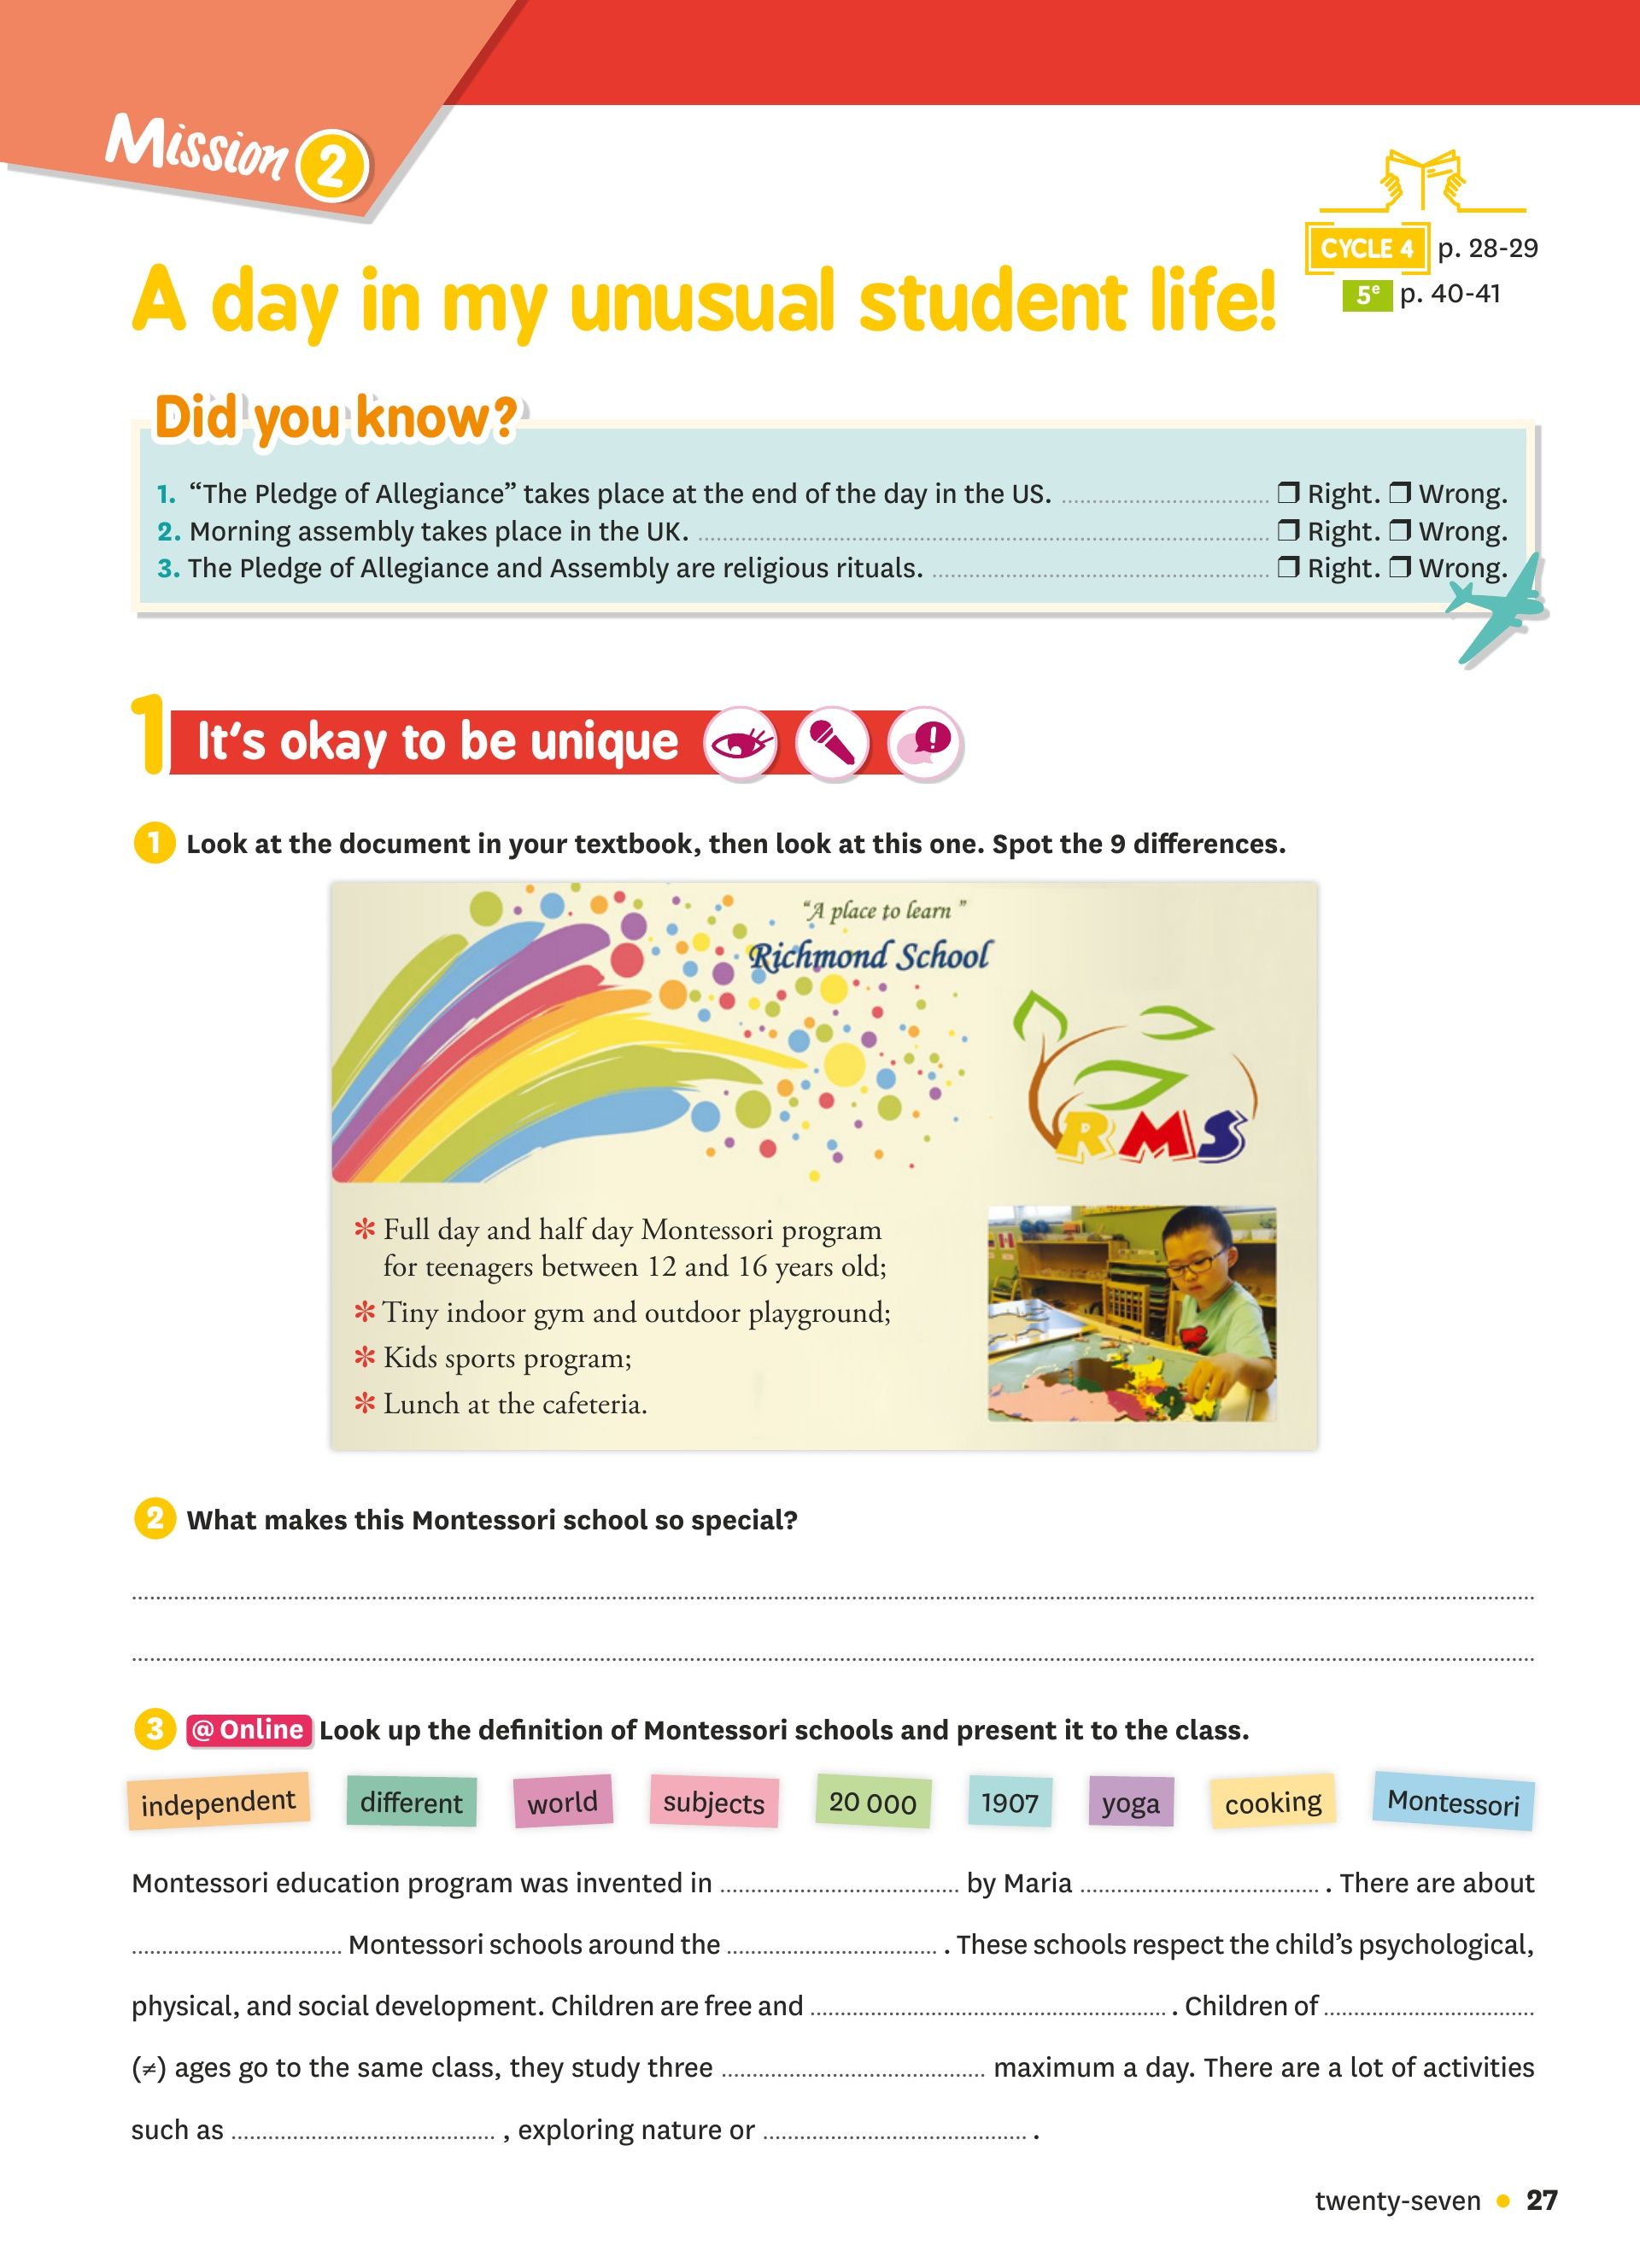 Mission 2
CYCLE 4 p. 28-29
5e p. 40-41
A day in my unusual student life!
Did you know?
1. “The Pledge of Allegiance” takes place at the end of the day in the US. ❒ Right. ❒ Wrong.
2. Morning assembly takes place in the UK. ❒ Right. ❒ Wrong.
3. The Pledge of Allegiance and Assembly are religious rituals. ❒ Right. ❒ Wrong.
1 It’s okay to be unique
1 Look at the document in your textbook, then look at this one. Spot the 9 differences.
“A place to learn ”
Richmond School
RMS
✻ Full day and half day Montessori program
for teenagers between 12 and 16 years old;
✻ Tiny indoor gym and outdoor playground;
✻ Kids sports program;
✻ Lunch at the cafeteria.
2 What makes this Montessori school so special?
3 @ Online Look up the definition of Montessori schools and present it to the class.
independent different world subjects 20 000 1907 yoga cooking Montessori
Montessori education program was invented in .......... by Maria .......... . There are about
.......... Montessori schools around the .......... . These schools respect the child’s psychological,
physical, and social development. Children are free and .......... . Children of ..........
(≠) ages go to the same class, they study three .......... maximum a day. There are a lot of activities
such as .......... , exploring nature or .......... .
twenty-seven • 27